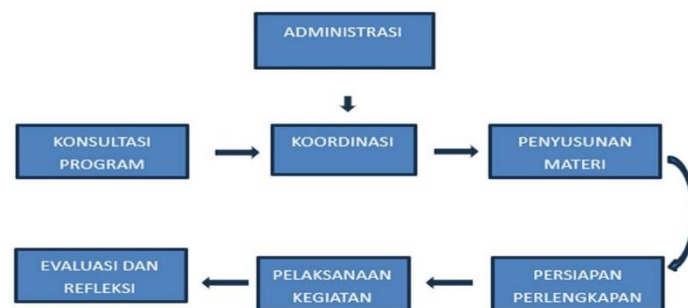 ADMINISTRASI
KONSULTASI
PROGRAM
KOORDINASI
PENYUSUNAN
MATERI
PERSIAPAN
PERLENGKAPAN
PELAKSANAAN
KEGIATAN
EVALUASI DAN
REFLEKSI